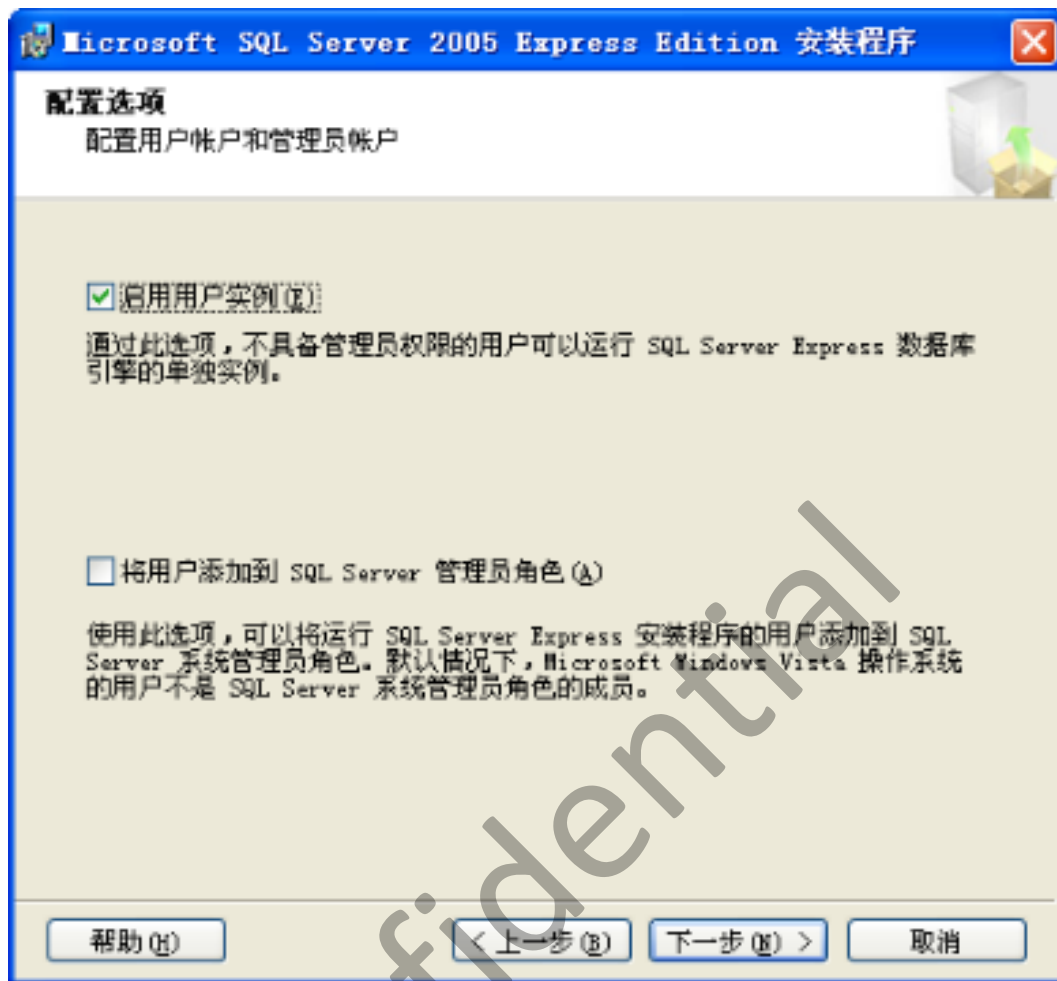 Microsoft SQL Server 2005 Express Edition 安装程序
配置选项
配置用户帐户和管理员帐户
启用用户实例(E)
通过此选项，不具备管理员权限的用户可以运行 SQL Server Express 数据库
引擎的单独实例。
将用户添加到 SQL Server 管理员角色(A)
使用此选项，可以将运行 SQL Server Express 安装程序的用户添加到 SQL
Server 系统管理员角色。默认情况下，Microsoft Windows Vista 操作系统
的用户不是 SQL Server 系统管理员角色的成员。
帮助(H)
< 上一步(B)
下一步(N) >
取消
fidential